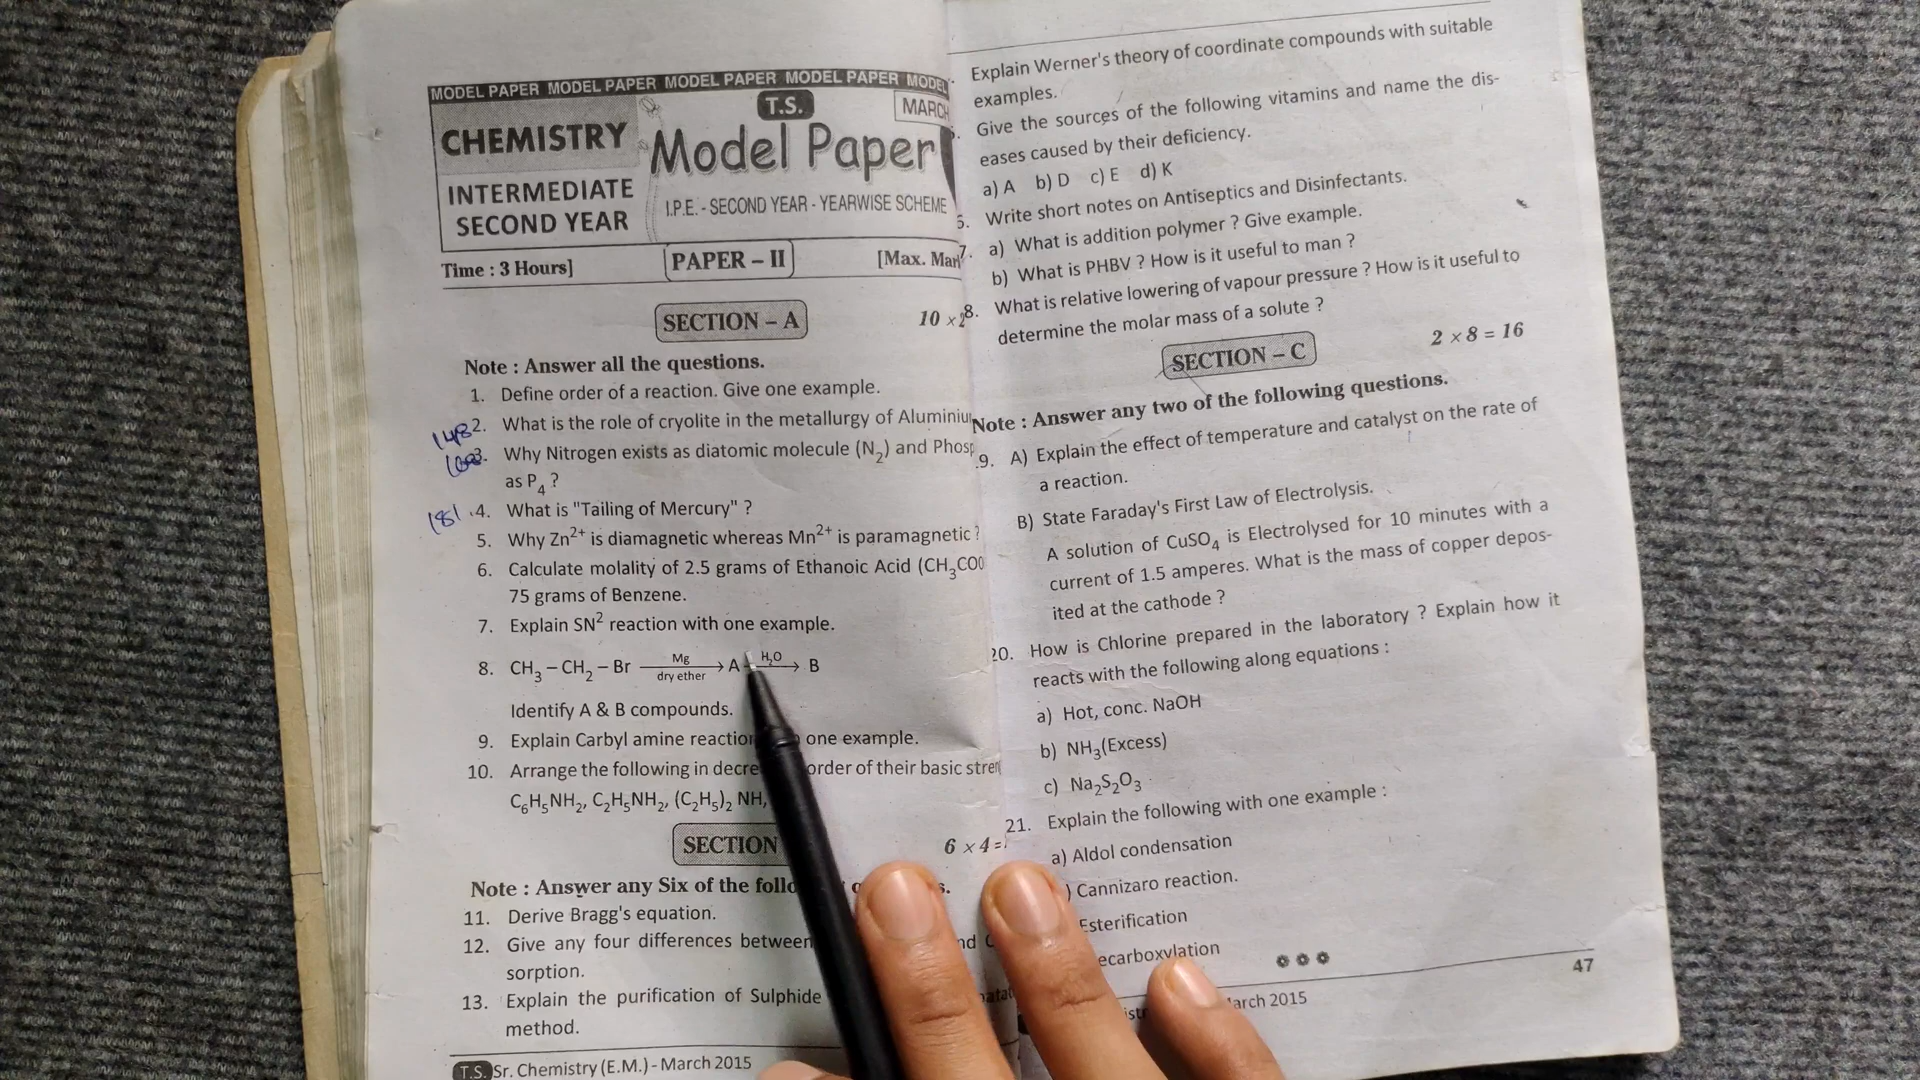 MODEL PAPER MODEL PAPER MODEL PAPER MODEL PAPER MODEL
T.S.
MARCH
CHEMISTRY
Model Paper
INTERMEDIATE
SECOND YEAR
I.P.E. - SECOND YEAR - YEARWISE SCHEME
Time : 3 Hours]
PAPER – II
[Max. Mar
SECTION – A
10 × 2
Note : Answer all the questions.
1. Define order of a reaction. Give one example.
148 2. What is the role of cryolite in the metallurgy of Aluminiu
3. Why Nitrogen exists as diatomic molecule (N₂) and Phosp
as P₄ ?
181 4. What is "Tailing of Mercury" ?
5. Why Zn²⁺ is diamagnetic whereas Mn²⁺ is paramagnetic ?
6. Calculate molality of 2.5 grams of Ethanoic Acid (CH₃COO
75 grams of Benzene.
7. Explain SN² reaction with one example.
8. CH₃ – CH₂ – Br Mg dry ether → A H₂O → B
Identify A & B compounds.
9. Explain Carbyl amine reaction one example.
10. Arrange the following in decre order of their basic stren
C₆H₅NH₂, C₂H₅NH₂, (C₂H₅)₂ NH,
SECTION
6 × 4 =
Note : Answer any Six of the follo s.
11. Derive Bragg's equation.
12. Give any four differences between nd C
sorption.
13. Explain the purification of Sulphide
method.
T.S. Sr. Chemistry (E.M.) - March 2015
Explain Werner's theory of coordinate compounds with suitable
examples.
Give the sources of the following vitamins and name the dis-
eases caused by their deficiency.
a) A b) D c) E d) K
6. Write short notes on Antiseptics and Disinfectants.
7. a) What is addition polymer ? Give example.
b) What is PHBV ? How is it useful to man ?
8. What is relative lowering of vapour pressure ? How is it useful to
determine the molar mass of a solute ?
SECTION – C
2 × 8 = 16
Note : Answer any two of the following questions.
9. A) Explain the effect of temperature and catalyst on the rate of
a reaction.
B) State Faraday's First Law of Electrolysis.
A solution of CuSO₄ is Electrolysed for 10 minutes with a
current of 1.5 amperes. What is the mass of copper depos-
ited at the cathode ?
20. How is Chlorine prepared in the laboratory ? Explain how it
reacts with the following along equations :
a) Hot, conc. NaOH
b) NH₃(Excess)
c) Na₂S₂O₃
21. Explain the following with one example :
a) Aldol condensation
) Cannizaro reaction.
Esterification
ecarboxylation
47
arch 2015